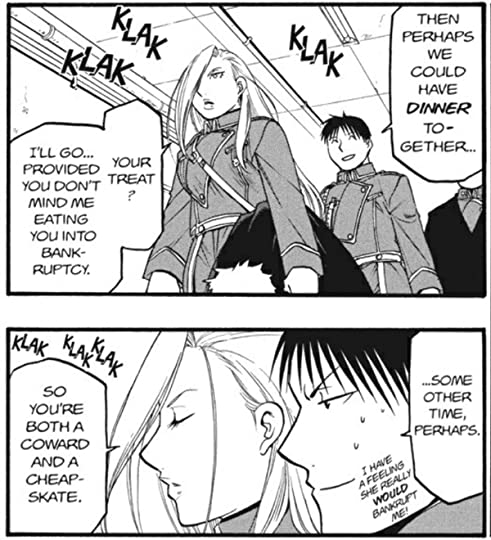 KLAK
KLAK
KLAK
THEN
PERHAPS
WE
COULD
HAVE
DINNER
TO-
GETHER...
YOUR
TREAT
?
I'LL GO...
PROVIDED
YOU DON'T
MIND ME
EATING
YOU INTO
BANK-
RUPTCY.
...SOME
OTHER
TIME,
PERHAPS.
I HAVE
A FEELING
SHE REALLY
WOULD
BANKRUPT
ME!
KLAK
KLAK
KLAK
SO
YOU'RE
BOTH A
COWARD
AND A
CHEAP-
SKATE.